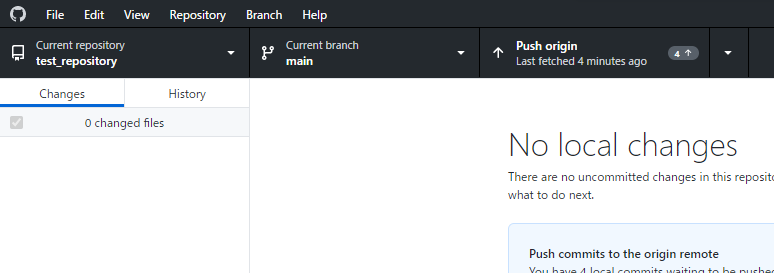 File Edit View Repository Branch Help
Current repository
test_repository
Current branch
main
Push origin
Last fetched 4 minutes ago
4
Changes History
0 changed files
No local changes
There are no uncommitted changes in this
what to do next.
Push commits to the origin remote
You have 4 local commits waiting to be pushed